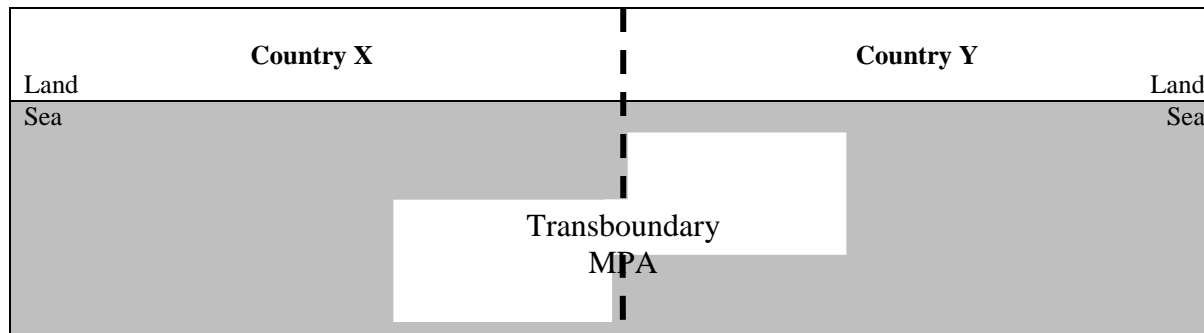 Country X
Country Y
Land
Land
Sea
Sea
Transboundary
MPA